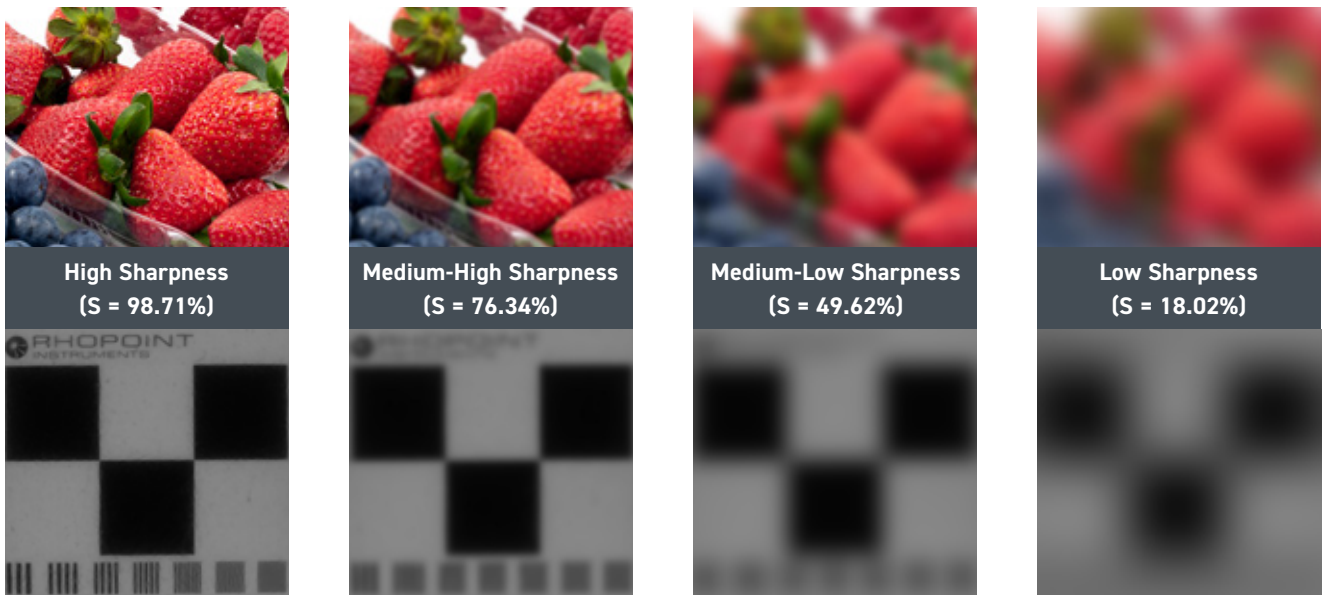 High Sharpness
(S = 98.71%)
Medium-High Sharpness
(S = 76.34%)
Medium-Low Sharpness
(S = 49.62%)
Low Sharpness
(S = 18.02%)
RHOPOINT
INSTRUMENTS